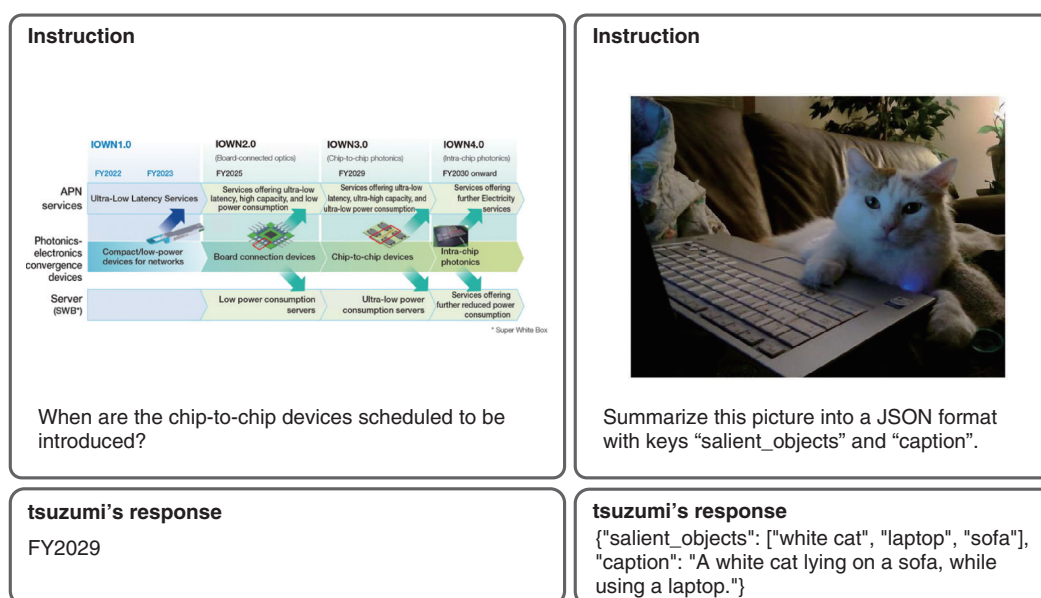 Instruction
IOWN1.0
IOWN2.0
IOWN3.0
IOWN4.0
(Board-connected optics)
(Chip-to-chip photonics)
(Intra-chip photonics)
FY2022
FY2023
FY2025
FY2029
FY2030 onward
APN
services
Ultra-Low Latency Services
Services offering ultra-low
latency, high capacity, and low
power consumption
Services offering ultra-low
latency, ultra-high capacity, and
ultra-low power consumption
Services offering
further Electricity
services
Photonics-
electronics
convergence
devices
Compact/low-power
devices for networks
Board connection devices
Chip-to-chip devices
Intra-chip
photonics
Server
(SWB*)
Low power consumption
servers
Ultra-low power
consumption servers
Services offering
further reduced power
consumption
* Super White Box
When are the chip-to-chip devices scheduled to be
introduced?
tsuzumi's response
FY2029
Instruction
Summarize this picture into a JSON format
with keys “salient_objects” and “caption”.
tsuzumi's response
{"salient_objects": ["white cat", "laptop", "sofa"],
"caption": "A white cat lying on a sofa, while
using a laptop."}